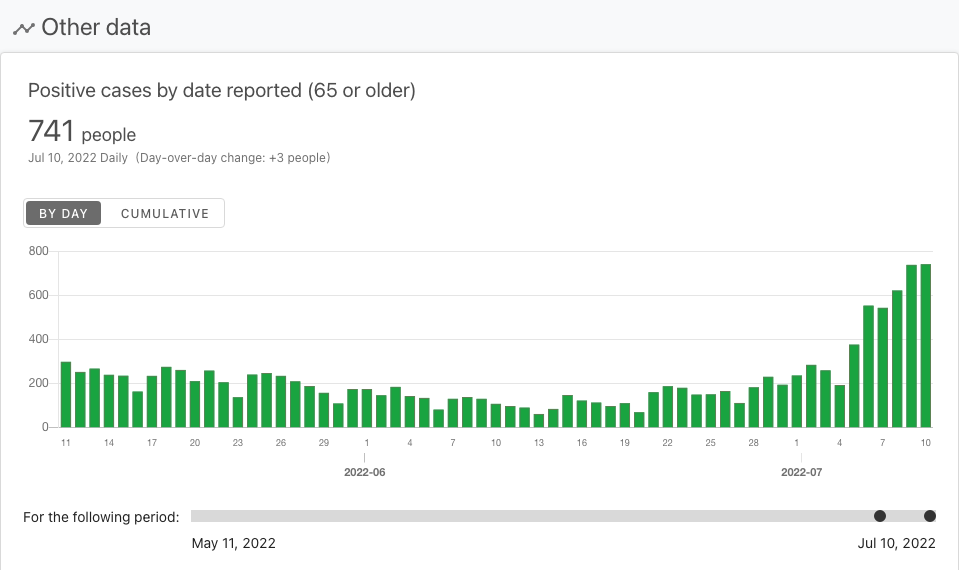 Other data
Positive cases by date reported (65 or older)
741 people
Jul 10, 2022 Daily (Day-over-day change: +3 people)
BY DAY CUMULATIVE
800
600
400
200
0
11 14 17 20 23 26 29 1 4 7 10 13 16 19 22 25 28 1 4 7 10
2022-06 2022-07
For the following period:
May 11, 2022 Jul 10, 2022